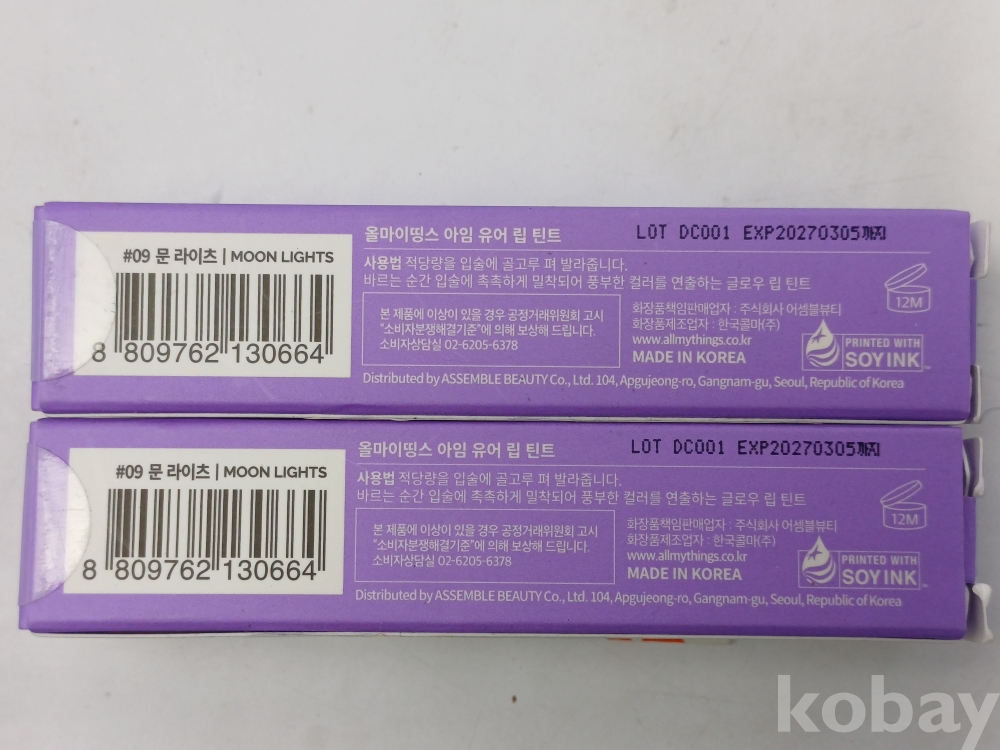 #09 문 라이츠 | MOON LIGHTS
8 809762 130664
올마이띵스 아임 유어 립 틴트
LOT DC001 EXP20270305까지
사용법 적당량을 입술에 골고루 펴 발라줍니다.
바르는 순간 입술에 촉촉하게 밀착되어 풍부한 컬러를 연출하는 글로우 립 틴트
본 제품에 이상이 있을 경우 공정거래위원회 고시
"소비자분쟁해결기준"에 의해 보상해 드립니다.
소비자상담실 02-6205-6378
화장품책임판매업자 : 주식회사 어셈블뷰티
화장품제조업자 : 한국콜마(주)
www.allmythings.co.kr
MADE IN KOREA
12M
PRINTED WITH
SOY INK
Distributed by ASSEMBLE BEAUTY Co., Ltd. 104, Apgujeong-ro, Gangnam-gu, Seoul, Republic of Korea
#09 문 라이츠 | MOON LIGHTS
8 809762 130664
올마이띵스 아임 유어 립 틴트
LOT DC001 EXP20270305까지
사용법 적당량을 입술에 골고루 펴 발라줍니다.
바르는 순간 입술에 촉촉하게 밀착되어 풍부한 컬러를 연출하는 글로우 립 틴트
본 제품에 이상이 있을 경우 공정거래위원회 고시
"소비자분쟁해결기준"에 의해 보상해 드립니다.
소비자상담실 02-6205-6378
화장품책임판매업자 : 주식회사 어셈블뷰티
화장품제조업자 : 한국콜마(주)
www.allmythings.co.kr
MADE IN KOREA
12M
PRINTED WITH
SOY INK
Distributed by ASSEMBLE BEAUTY Co., Ltd. 104, Apgujeong-ro, Gangnam-gu, Seoul, Republic of Korea
kobay